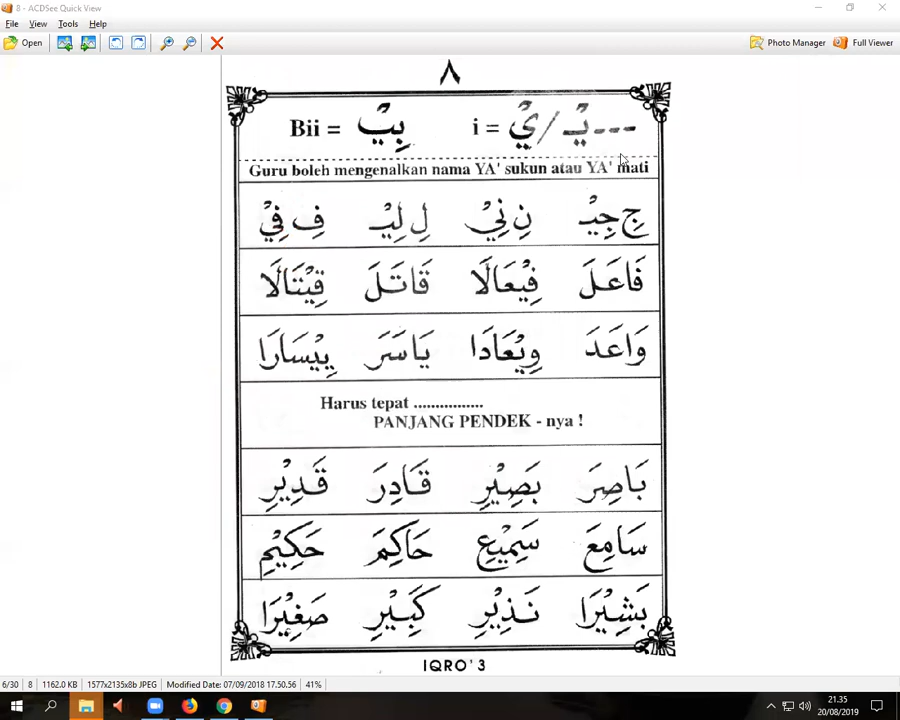 8 - ACDSee Quick View
File View Tools Help
Open Photo Manager Full Viewer
٨
Bii = بِيْ i = يْ / يْـ ---
Guru boleh mengenalkan nama YA' sukun atau YA' mati
جِ جِيْ نِ نِيْ لِ لِيْ فِ فِيْ
فَاعَلَ فِيْعَالَا قَاتَلَ قِيْتَالَا
وَاعَدَ وِيْعَادَا يَاسَرَ يِيْسَارَا
Harus tepat ................
PANJANG PENDEK - nya !
بَاصِرَ بَصِيْرِ قَادِرَ قَدِيْرِ
سَامِعَ سَمِيْعِ حَاكِمَ حَكِيْمِ
بَشِيْرَا نَذِيْرِ كَبِيْرِ صَغِيْرَا
IQRO' 3
6/30 8 1162.0 KB 1577x2135x8b JPEG Modified Date: 07/09/2018 17.50.56 41%
21.35
20/08/2019